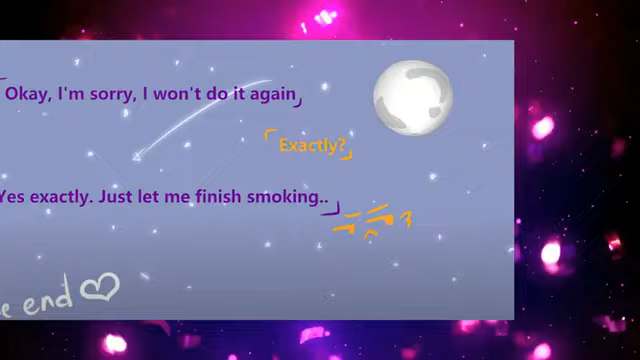 Okay, I'm sorry, I won't do it again
Exactly?
Yes exactly. Just let me finish smoking..
end